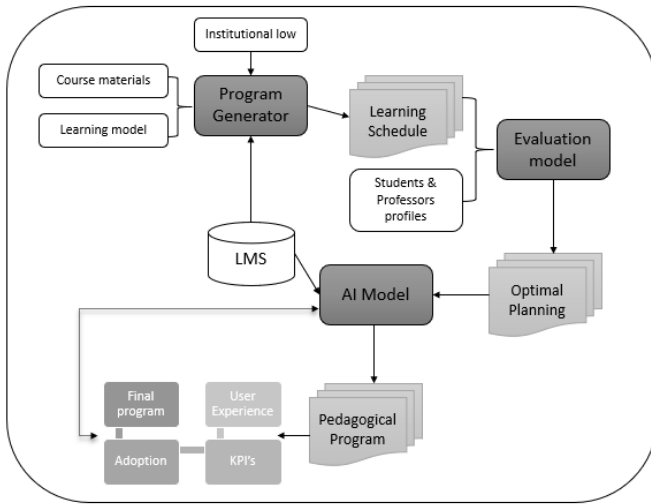 Institutional low
Course materials
Program
Generator
Learning model
Learning
Schedule
Evaluation
model
Students &
Professors
profiles
LMS
AI Model
Optimal
Planning
Final
program
User
Experience
Pedagogical
Program
Adoption
KPI's